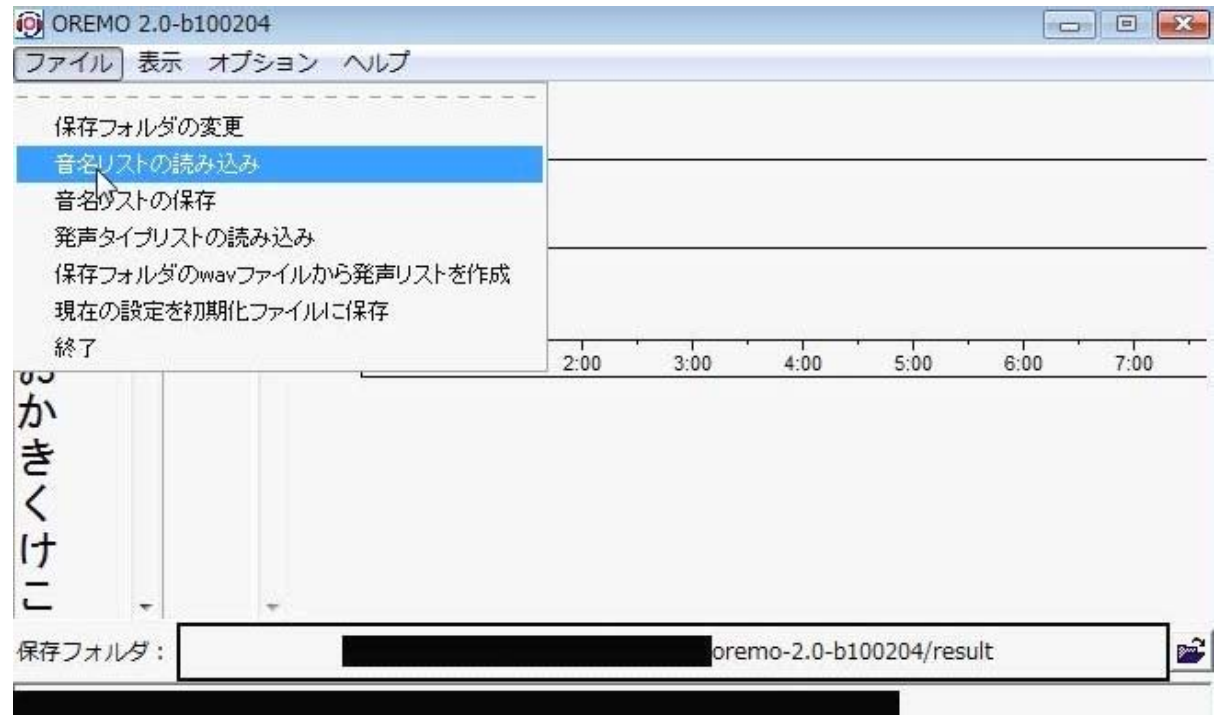 OREMO 2.0-b100204
ファイル 表示 オプション ヘルプ
保存フォルダの変更
音名リストの読み込み
音名リストの保存
発声タイプリストの読み込み
保存フォルダのwavファイルから発声リストを作成
現在の設定を初期化ファイルに保存
終了
2:00 3:00 4:00 5:00 6:00 7:00
お
か
き
く
け
こ
保存フォルダ： oremo-2.0-b100204/result